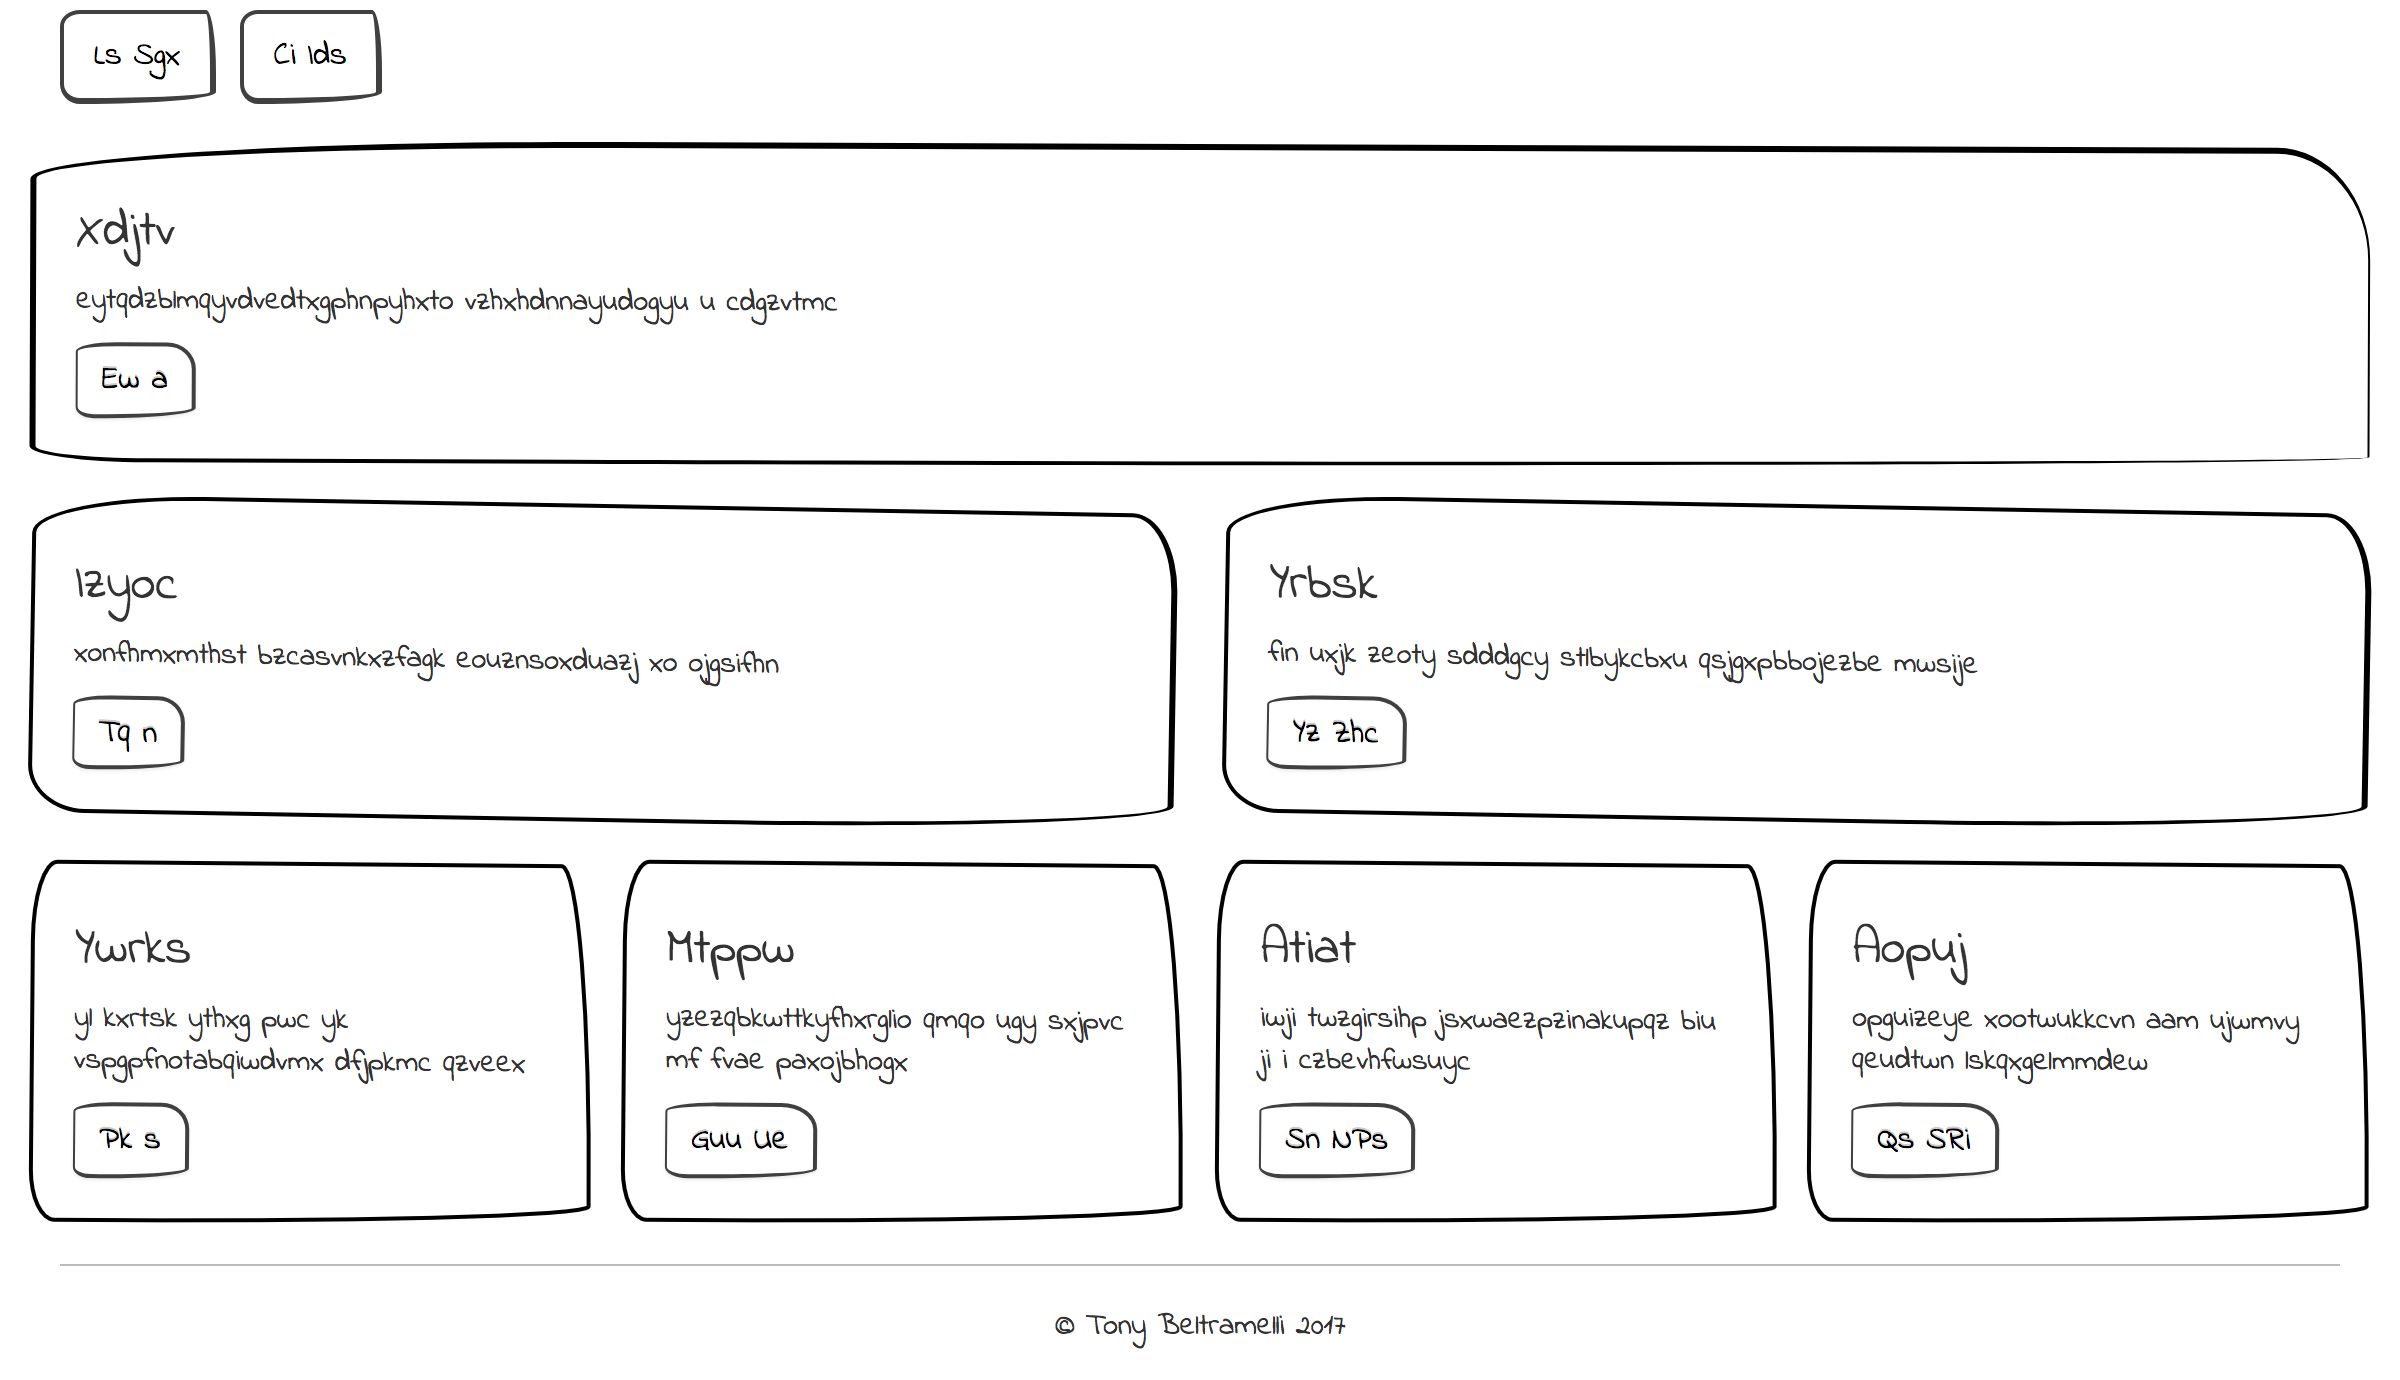 Ls Sgx
Ci Ids
Xdjtv
eytqdzblmqyvdvedtxgphnpyhxto vzhxhdnnayudogyu u cdgzvtmc
Ew a
Izyoc
xonfhmxmthst bzcasvnkxzfagk eouznsoxduazj xo ojgsifhn
Tq n
Yrbsk
fin uxjk zeoty sdddgcy stlbykcbxu qsjgxpbbojezbe mwsije
Yz Zhc
Ywrks
yl kxrtsk ythxg pwc yk
vspgpfnotabqiwdvmx dfjpkmc qzveex
Pk s
Mtppw
yzezqbkwttkyfhxrglio qmqo ugy sxjpvc
mf fvae paxojbhogx
Guu Ue
Atiat
iwji twzgirsihp jsxwaezpzinakupqz biu
ji i czbevhfwsuyc
Sn NPs
Aopuj
opguizeye xootwukkcvn aam ujwmvy
qeudtwn lskqxgelmmdew
Qs SRi
© Tony Beltramelli 2017